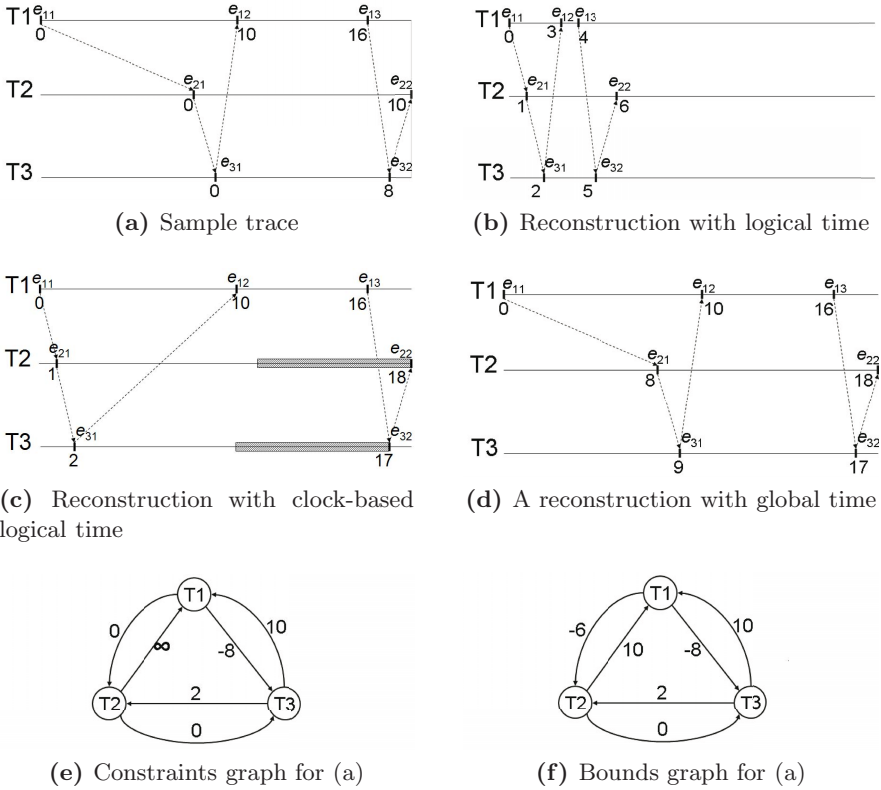 T1 e11 e12 e13
0 10 16
T2 e21 e22
0 10
T3 e31 e32
0 8
(a) Sample trace
T1 e11 e12 e13
0 3 4
T2 e21 e22
1 6
T3 e31 e32
2 5
(b) Reconstruction with logical time
T1 e11 e12 e13
0 10 16
T2 e21 e22
1 18
T3 e31 e32
2 17
(c) Reconstruction with clock-based
logical time
T1 e11 e12 e13
0 10 16
T2 e21 e22
8 18
T3 e31 e32
9 17
(d) A reconstruction with global time
T1
0 ∞ -8 10
T2 2 T3
0
(e) Constraints graph for (a)
T1
-6 10 -8 10
T2 2 T3
0
(f) Bounds graph for (a)